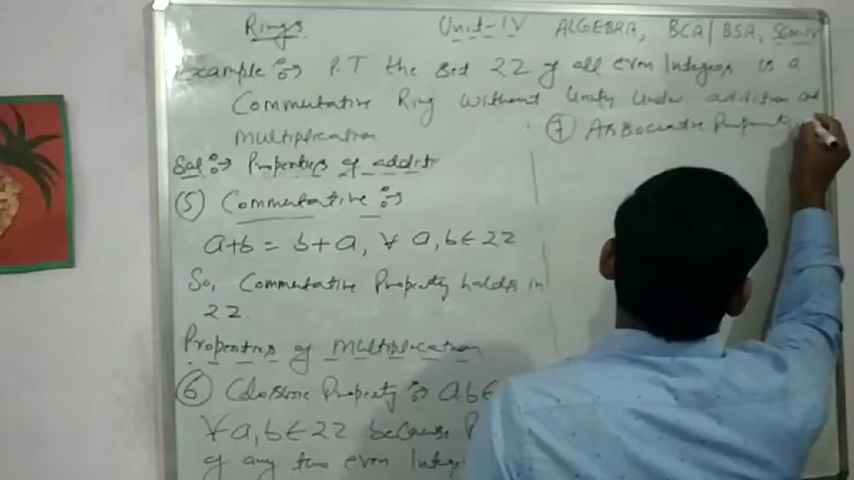 Rings Unit-IV ALGEBRA, BCA/BSA, Sem-IV
Example :→ P.T the set 2Z of all even Integers is a
Commutative Ring without Unity Under addition and
multiplication
Sol :→ Properties of addition
(5) Commutative :→
a+b = b+a, ∀ a,b ∈ 2Z
So, Commutative Property holds in
2Z.
Properties of multiplication
(6) Closure Property :→ a.b ∈
∀ a,b ∈ 2Z because
of any two even
(7) Associative Property